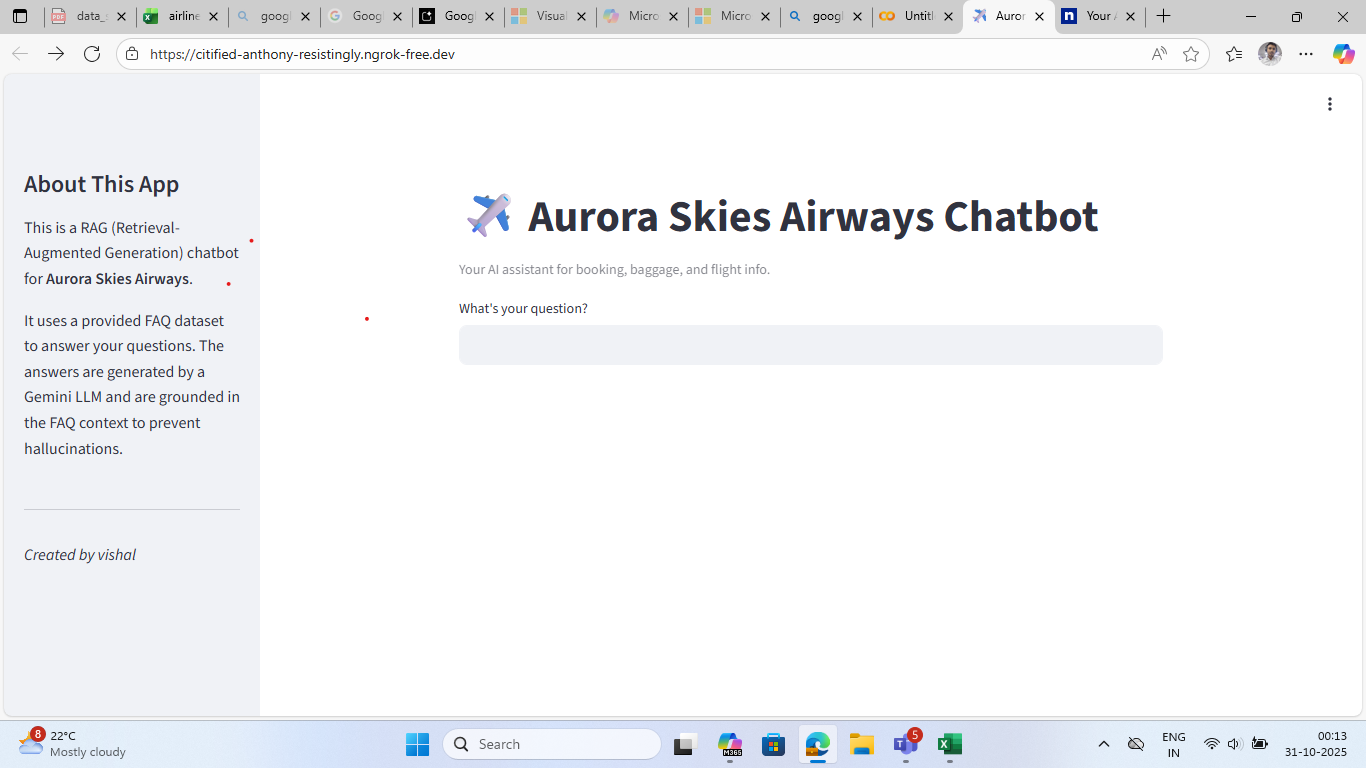 data_s
airline
googl
Googl
Googl
Visual
Micro
Micro
googl
Untitl
Auror
Your A
https://citified-anthony-resistingly.ngrok-free.dev
About This App
This is a RAG (Retrieval-
Augmented Generation) chatbot
for Aurora Skies Airways.
It uses a provided FAQ dataset
to answer your questions. The
answers are generated by a
Gemini LLM and are grounded in
the FAQ context to prevent
hallucinations.
Created by vishal
Aurora Skies Airways Chatbot
Your AI assistant for booking, baggage, and flight info.
What's your question?
8
22°C
Mostly cloudy
Search
M365
5
ENG
IN
00:13
31-10-2025